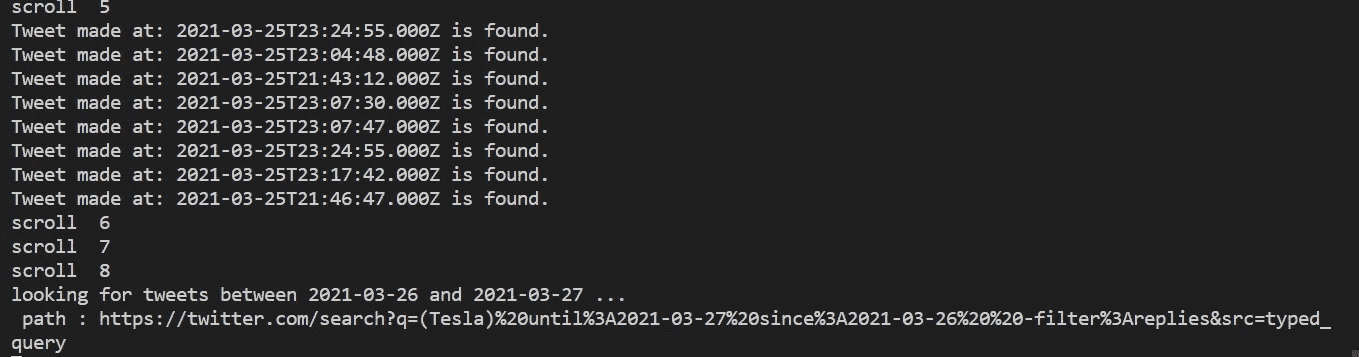 scroll  5
Tweet made at: 2021-03-25T23:24:55.000Z is found.
Tweet made at: 2021-03-25T23:04:48.000Z is found.
Tweet made at: 2021-03-25T21:43:12.000Z is found.
Tweet made at: 2021-03-25T23:07:30.000Z is found.
Tweet made at: 2021-03-25T23:07:47.000Z is found.
Tweet made at: 2021-03-25T23:24:55.000Z is found.
Tweet made at: 2021-03-25T23:17:42.000Z is found.
Tweet made at: 2021-03-25T21:46:47.000Z is found.
scroll  6
scroll  7
scroll  8
looking for tweets between 2021-03-26 and 2021-03-27 ...
 path : https://twitter.com/search?q=(Tesla)%20until%3A2021-03-27%20since%3A2021-03-26%20%20-filter%3Areplies&src=typed_
query